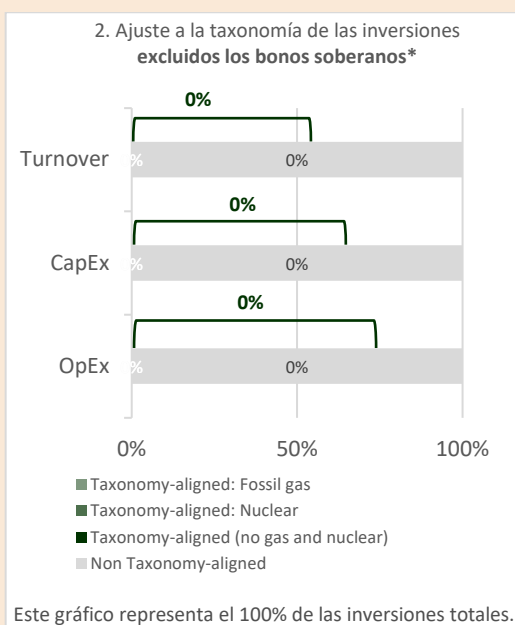 2. Ajuste a la taxonomía de las inversiones
excluidos los bonos soberanos*
0%
Turnover
% 0%
0%
CapEx
% 0%
0%
OpEx
% 0%
0% 50% 100%
Taxonomy-aligned: Fossil gas
Taxonomy-aligned: Nuclear
Taxonomy-aligned (no gas and nuclear)
Non Taxonomy-aligned
Este gráfico representa el 100% de las inversiones totales.